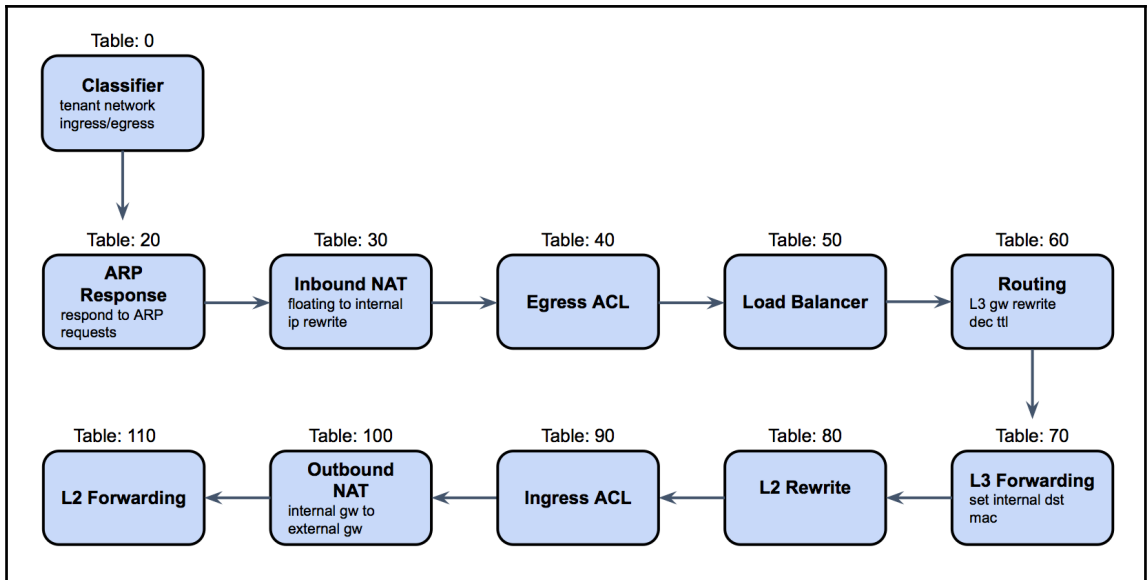 Table: 0
Classifier
tenant network
ingress/egress
Table: 20
ARP
Response
respond to ARP
requests
Table: 30
Inbound NAT
floating to internal
ip rewrite
Table: 40
Egress ACL
Table: 50
Load Balancer
Table: 60
Routing
L3 gw rewrite
dec ttl
Table: 110
L2 Forwarding
Table: 100
Outbound
NAT
internal gw to
external gw
Table: 90
Ingress ACL
Table: 80
L2 Rewrite
Table: 70
L3 Forwarding
set internal dst
mac